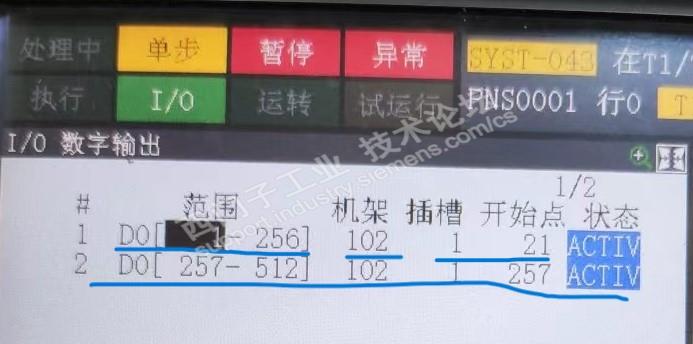 处理中 单步 暂停 异常 SYST-043 在T1/
执行 I/O 运转 试运行 PNS0001 行0 T
I/O 数字输出
1/2
# 范围 机架 插槽 开始点 状态
1 DO[ 1- 256] 102 1 21 ACTIV
2 DO[ 257- 512] 102 1 257 ACTIV
西门子工业 技术论坛
support.industry.siemens.com/cs